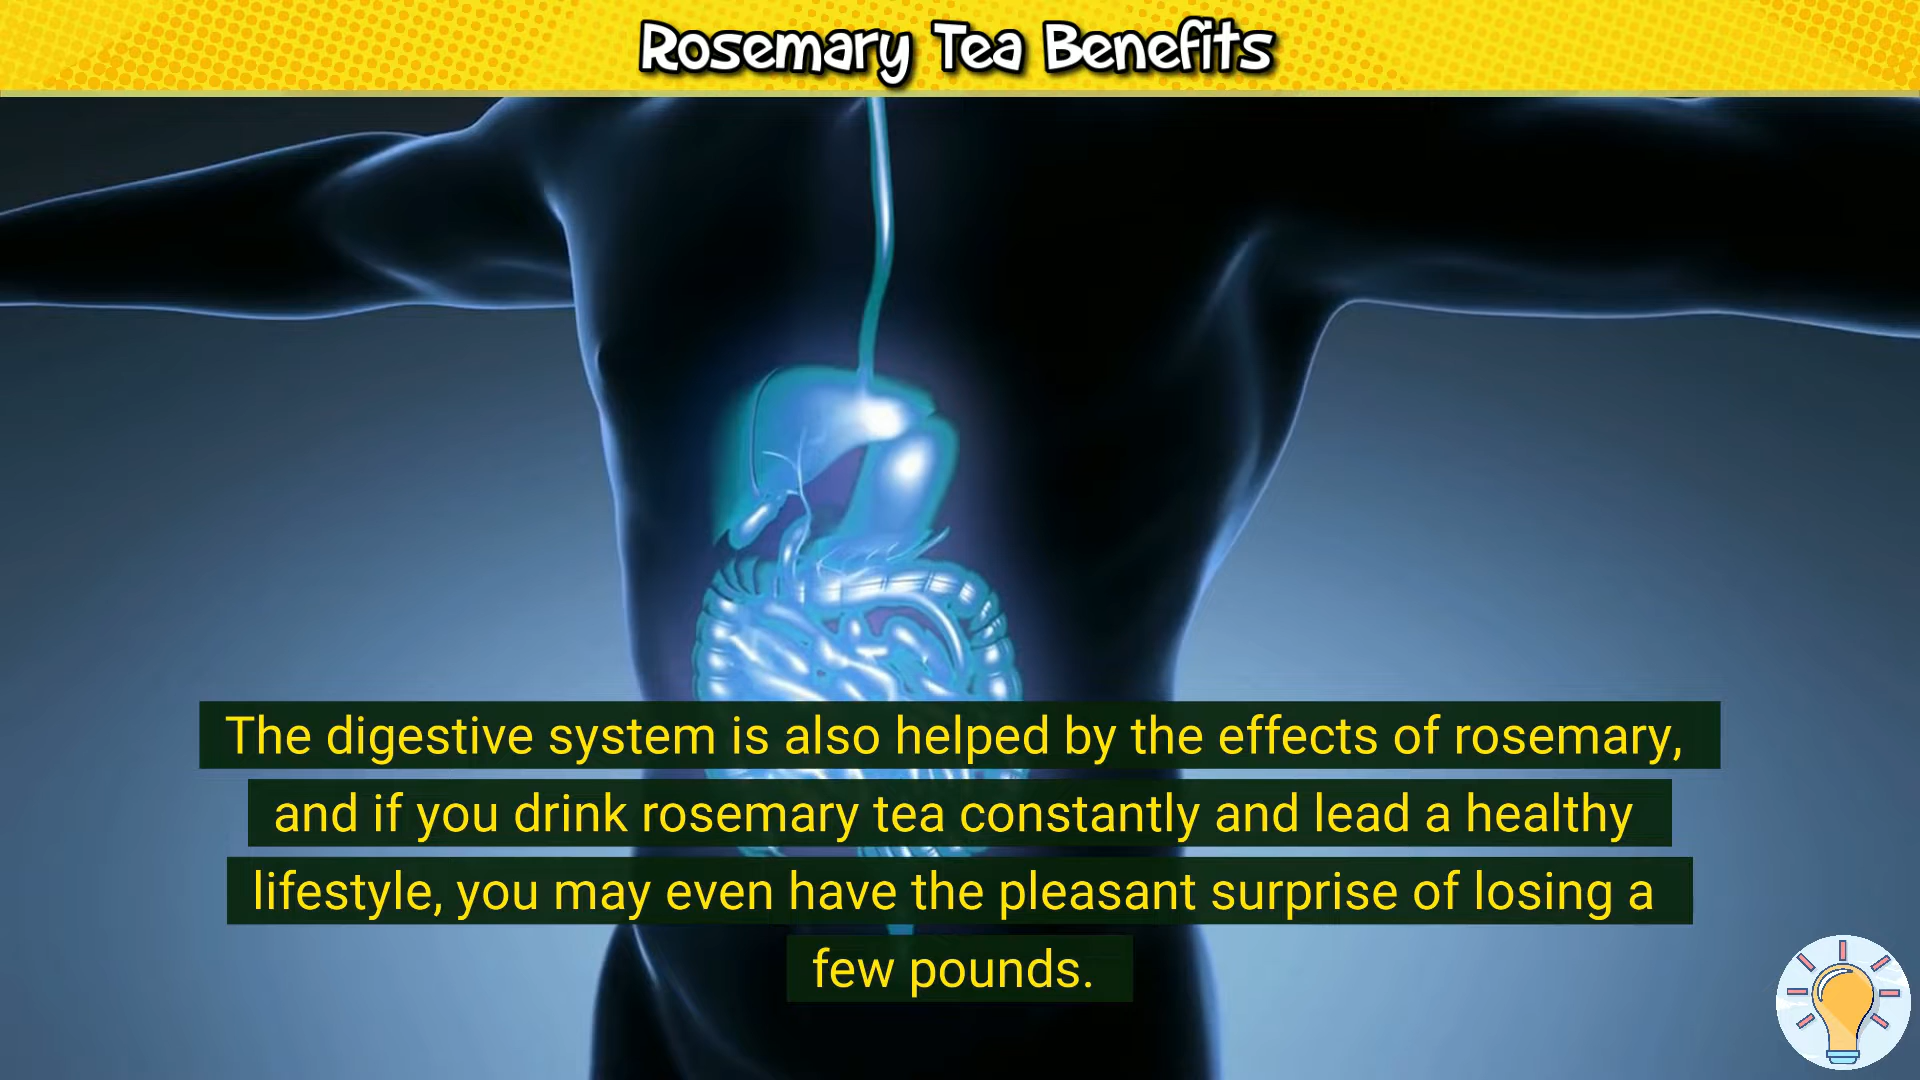 Rosemary Tea Benefits
The digestive system is also helped by the effects of rosemary,
and if you drink rosemary tea constantly and lead a healthy
lifestyle, you may even have the pleasant surprise of losing a
few pounds.